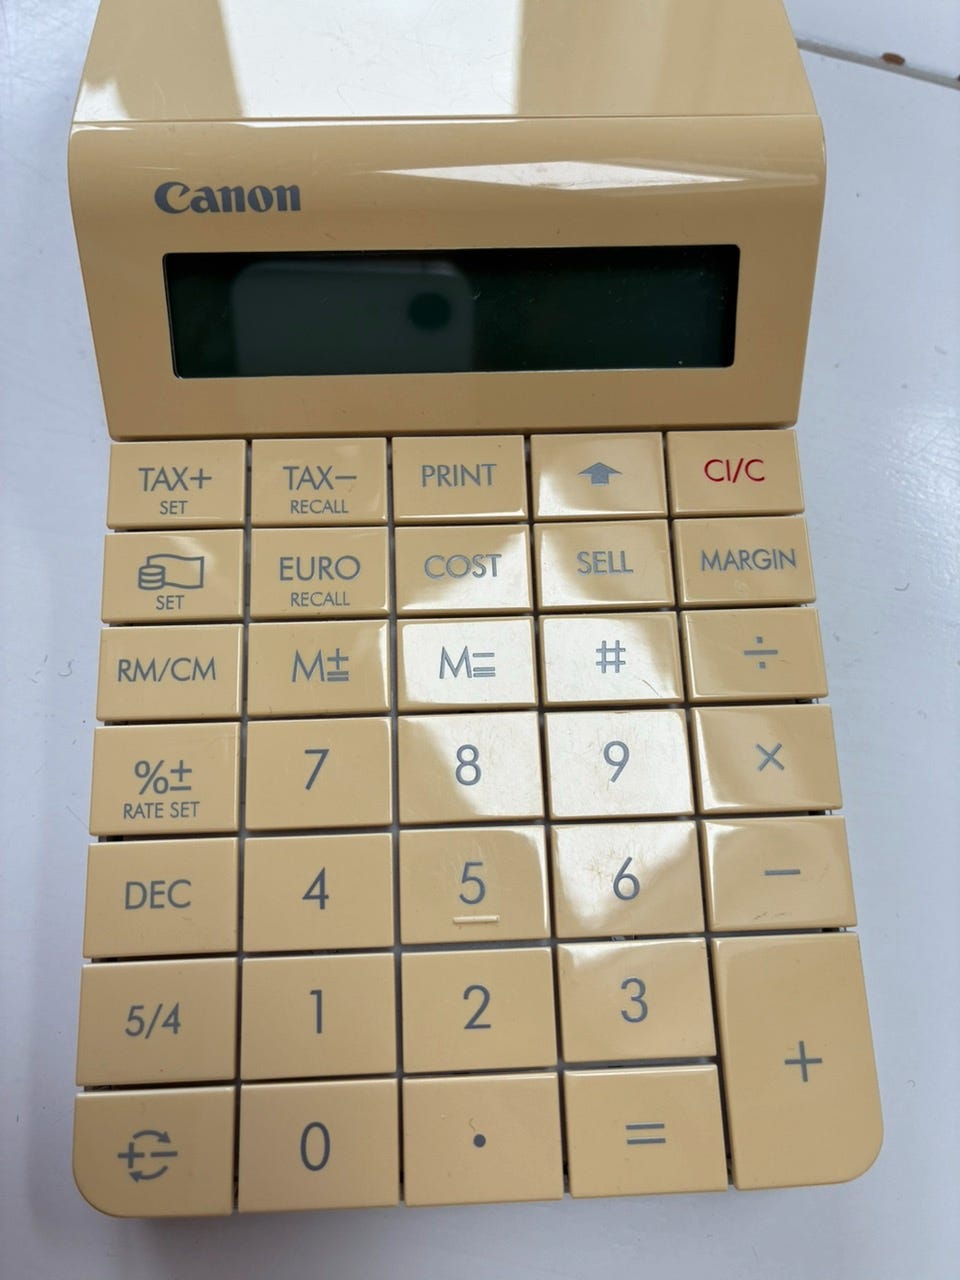 Canon
TAX+ TAX− PRINT CI/C
SET RECALL
EURO COST SELL MARGIN
SET RECALL
RM/CM M± M= # ÷
%± 7 8 9 ×
RATE SET
DEC 4 5 6 −
5/4 1 2 3
+
+− 0 . =